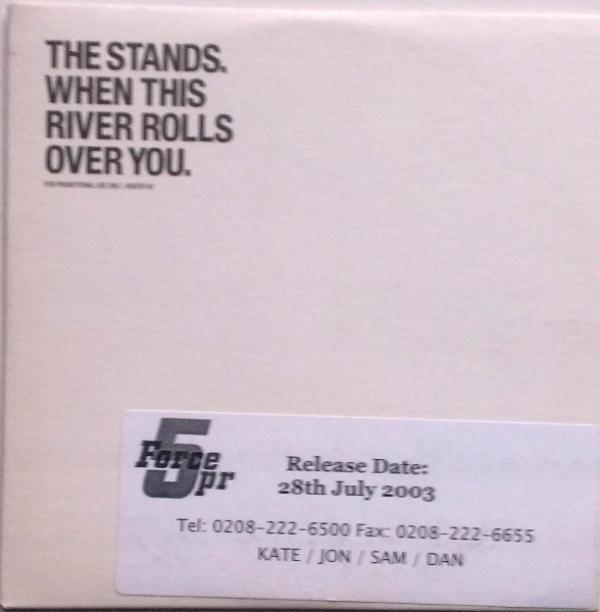 THE STANDS.
WHEN THIS
RIVER ROLLS
OVER YOU.
5
Force
pr
Release Date:
28th July 2003
Tel: 0208-222-6500 Fax: 0208-222-6655
KATE / JON / SAM / DAN